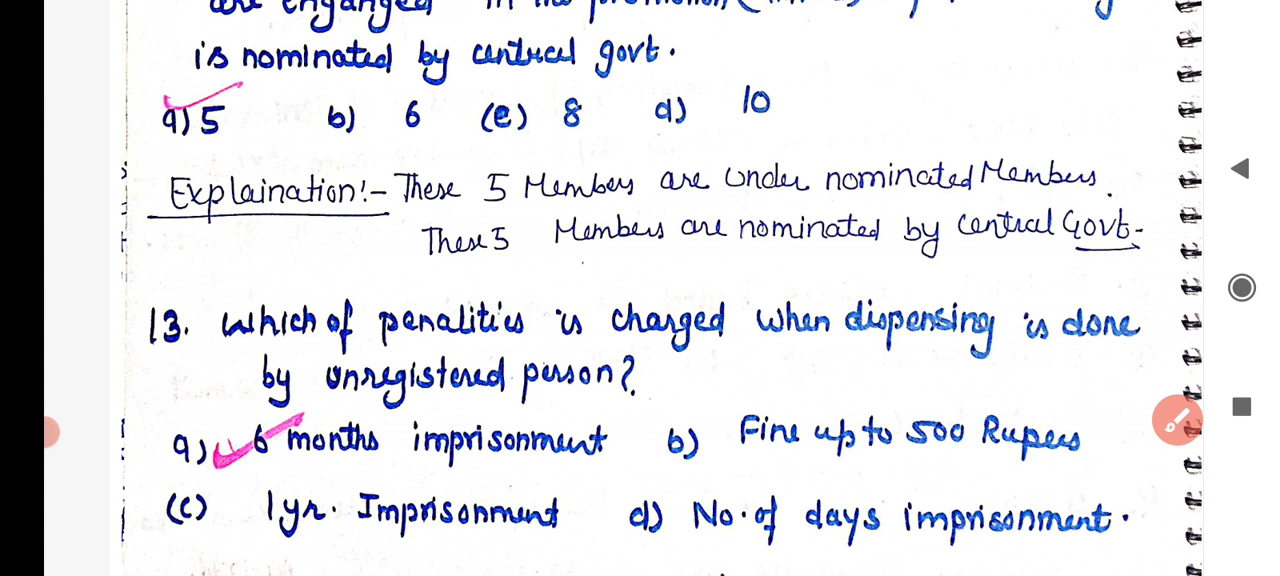 is nominated by central govt.
a) 5 b) 6 (e) 8 d) 10
Explaination:- These 5 Members are under nominated Members.
These 5 Members are nominated by central Govt-
13. Which of penalities is charged when dispensing is done
by unregistered person?
a) 6 months imprisonment b) Fine up to 500 Rupees
(c) 1yr. Imprisonment d) No. of days imprisonment.